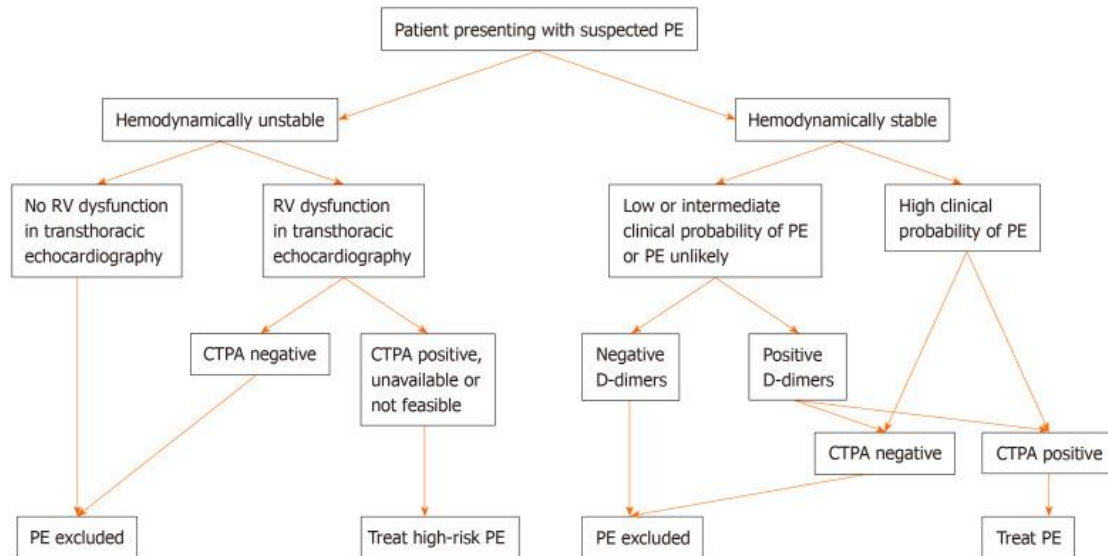 Patient presenting with suspected PE
Hemodynamically unstable
Hemodynamically stable
No RV dysfunction
in transthoracic
echocardiography
RV dysfunction
in transthoracic
echocardiography
Low or intermediate
clinical probability of PE
or PE unlikely
High clinical
probability of PE
CTPA negative
CTPA positive,
unavailable or
not feasible
Negative
D-dimers
Positive
D-dimers
CTPA negative
CTPA positive
PE excluded
Treat high-risk PE
PE excluded
Treat PE